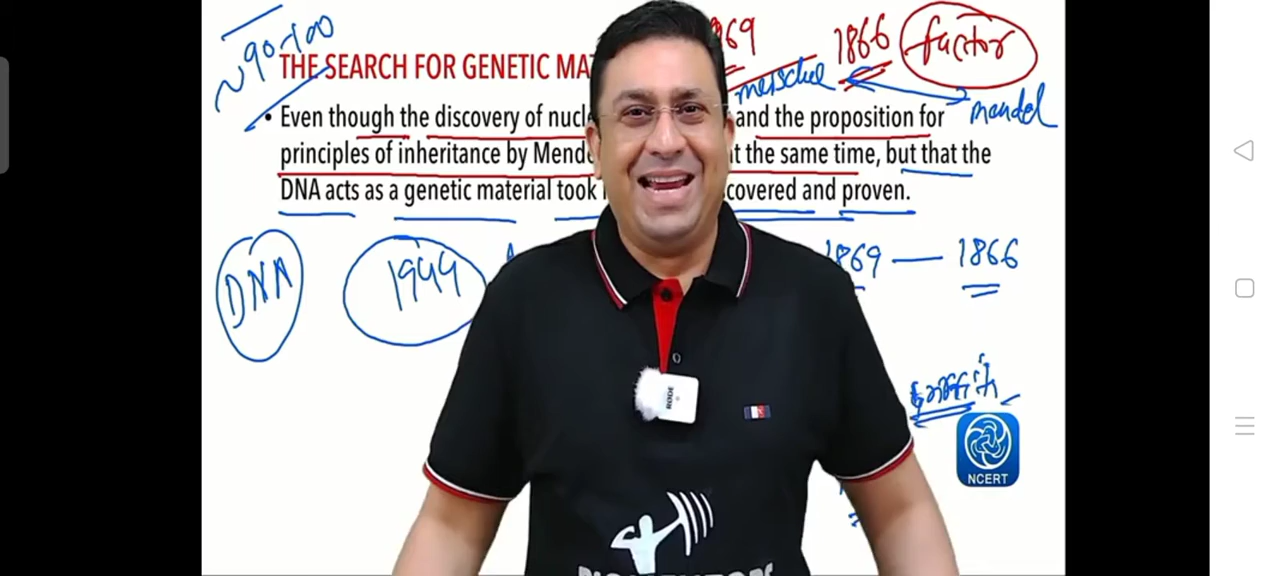 ~90-100
THE SEARCH FOR GENETIC MA
69
1866
factor
• Even though the discovery of nucl and the proposition for
mendel
principles of inheritance by Mende t the same time, but that the
DNA acts as a genetic material took covered and proven.
DNA
1944
1869 — 1866
RODE
NCERT